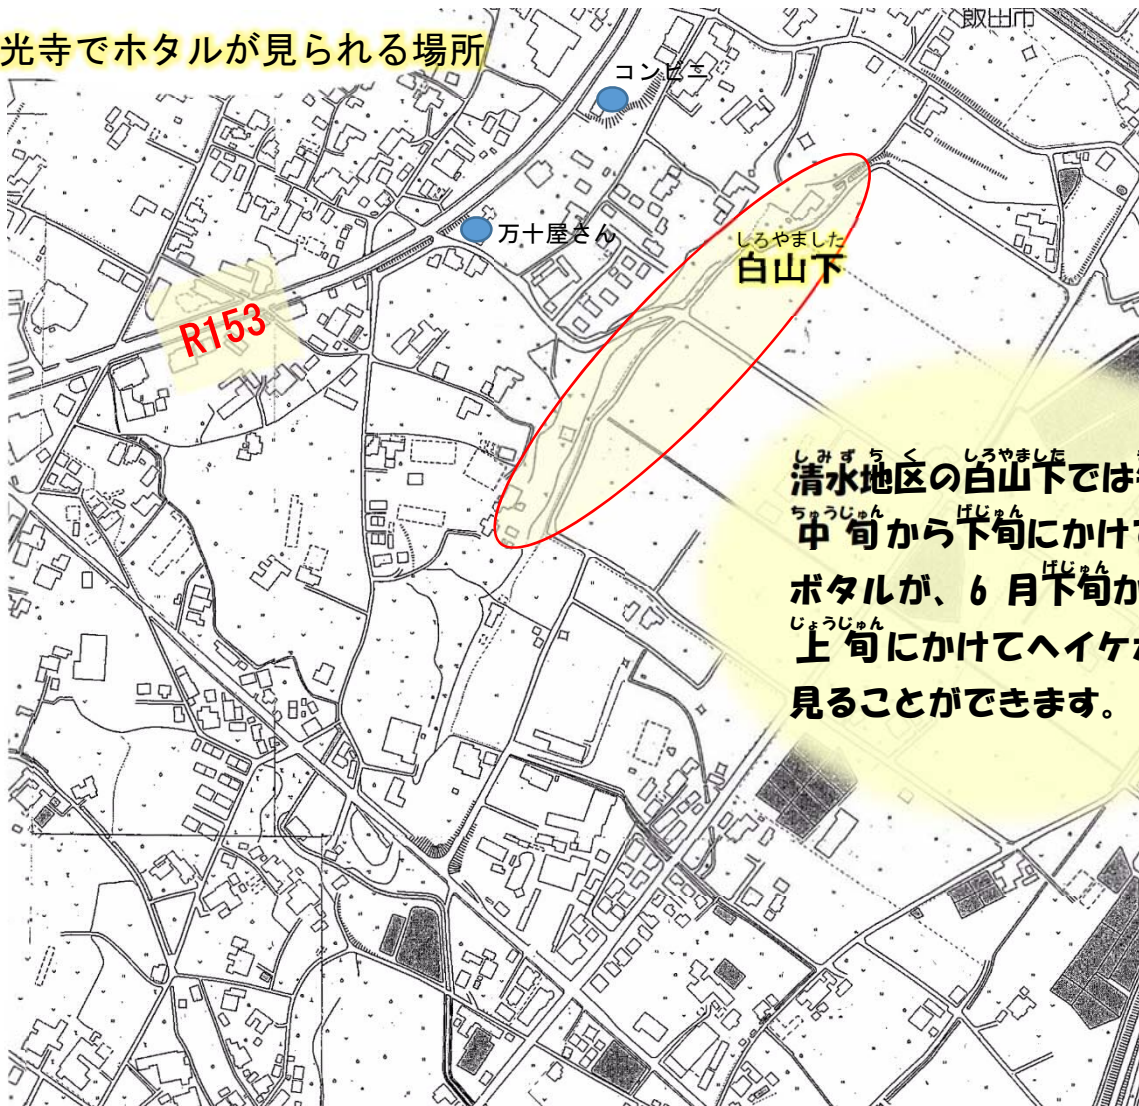 飯田市
光寺でホタルが見られる場所
コンビニ
万十屋さん
しろやました
白山下
R153
しみずちく しろやました
清水地区の白山下では
ちゅうじゅん げじゅん
中旬から下旬にかけて
げじゅん
ボタルが、6月下旬か
じょうじゅん
上旬にかけてヘイケ
見ることができます。